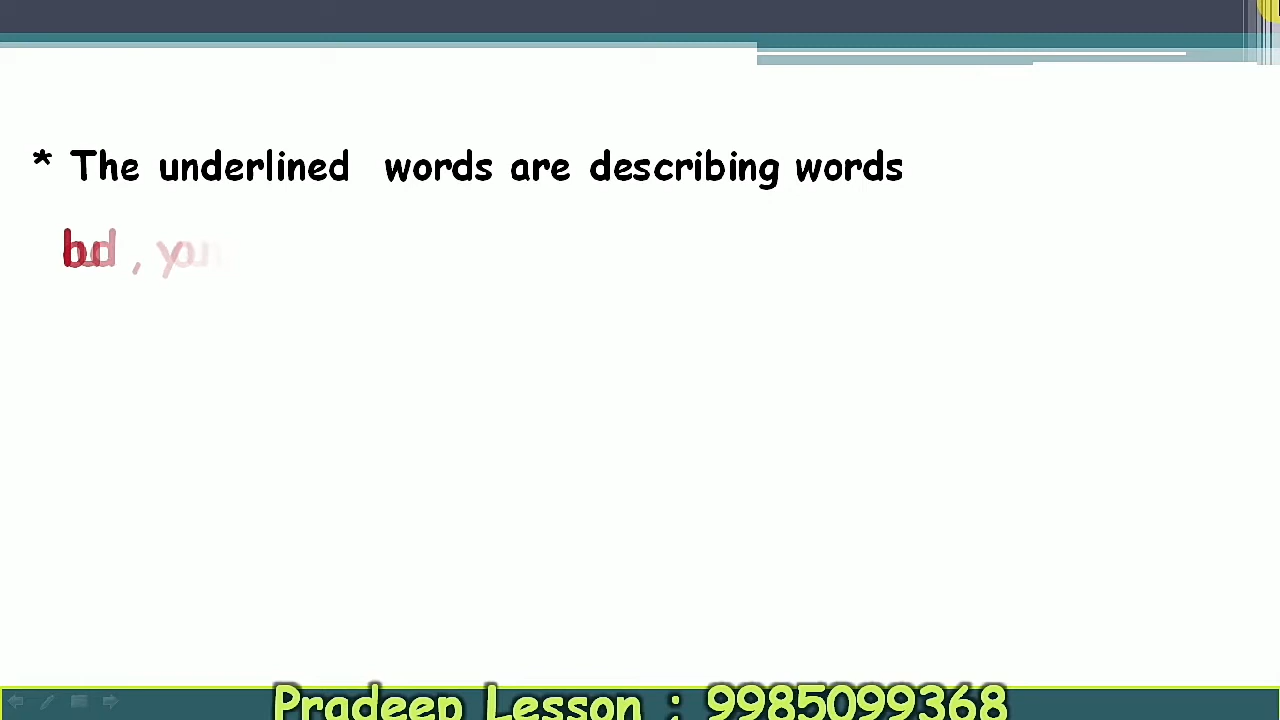 * The underlined words are describing words
Pradeep Lesson : 9985099368